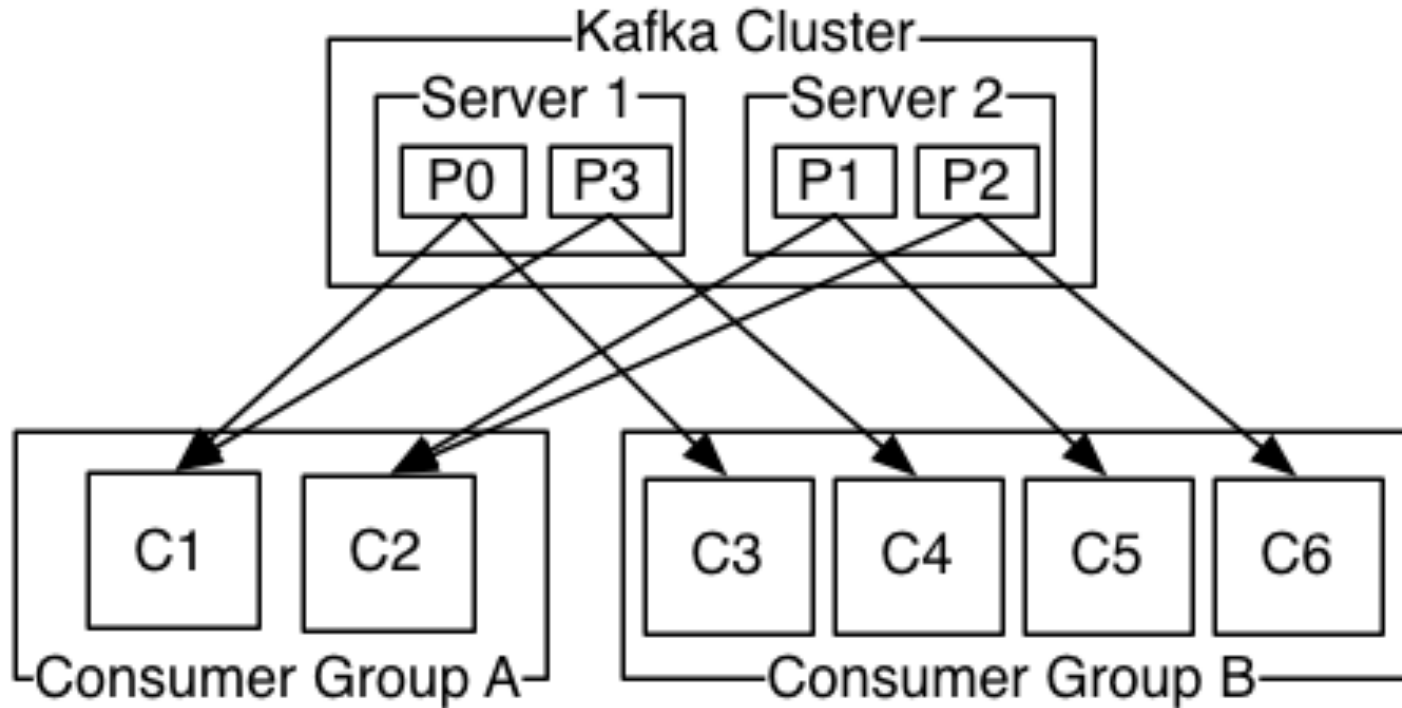 Kafka Cluster
Server 1
Server 2
P0
P3
P1
P2
C1
C2
C3
C4
C5
C6
Consumer Group A
Consumer Group B